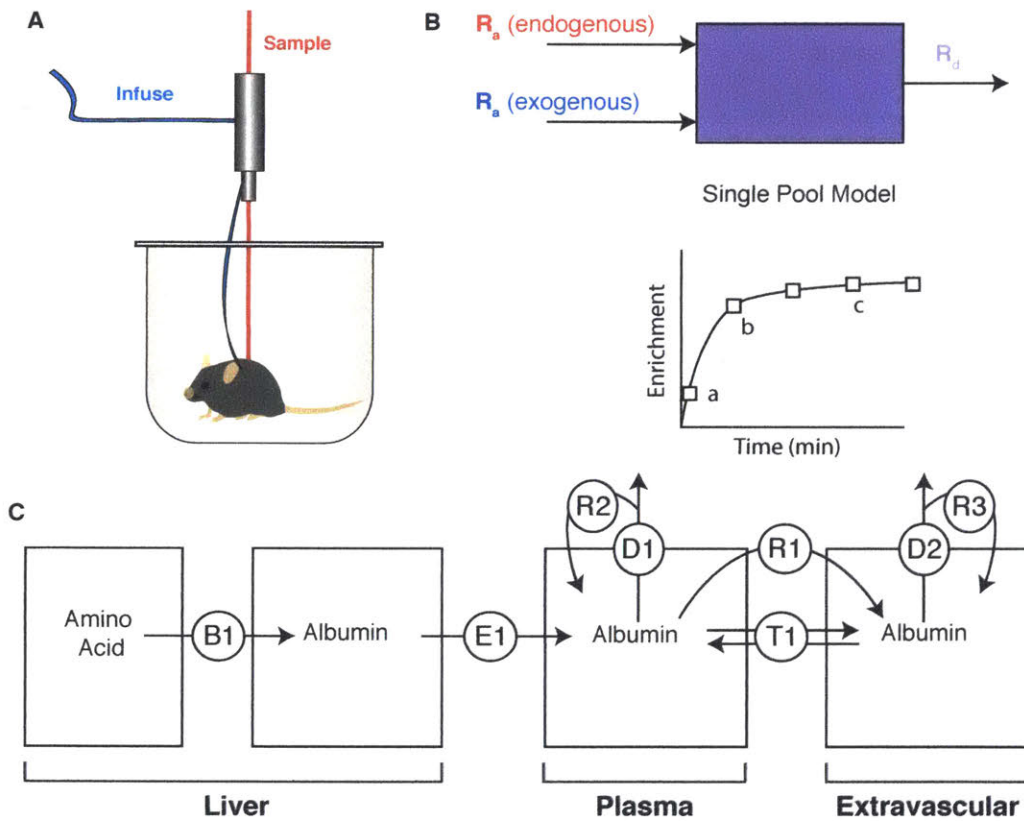 A
Sample
Infuse
B
Ra (endogenous)
Ra (exogenous)
Rd
Single Pool Model
Enrichment
a
b
c
Time (min)
C
R2
D1
R1
D2
R3
Amino
Acid
B1
Albumin
E1
Albumin
T1
Albumin
Liver
Plasma
Extravascular